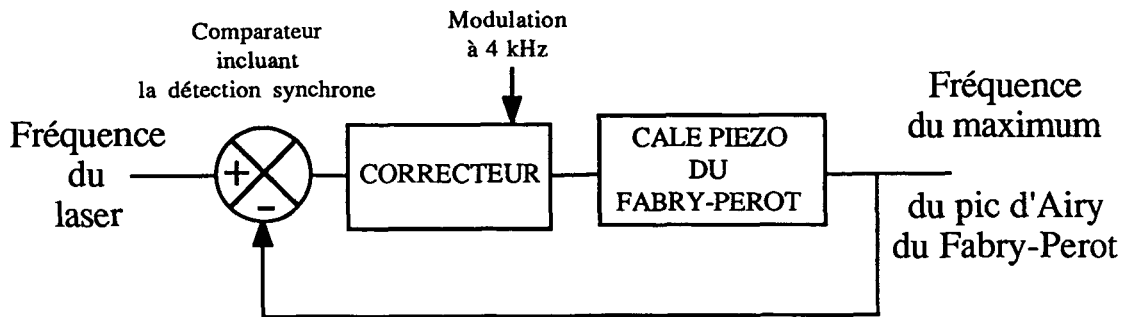 Modulation
à 4 kHz
Comparateur
incluant
la détection synchrone
Fréquence
du
laser
+
-
CORRECTEUR
CALE PIEZO
DU
FABRY-PEROT
Fréquence
du maximum
du pic d'Airy
du Fabry-Perot